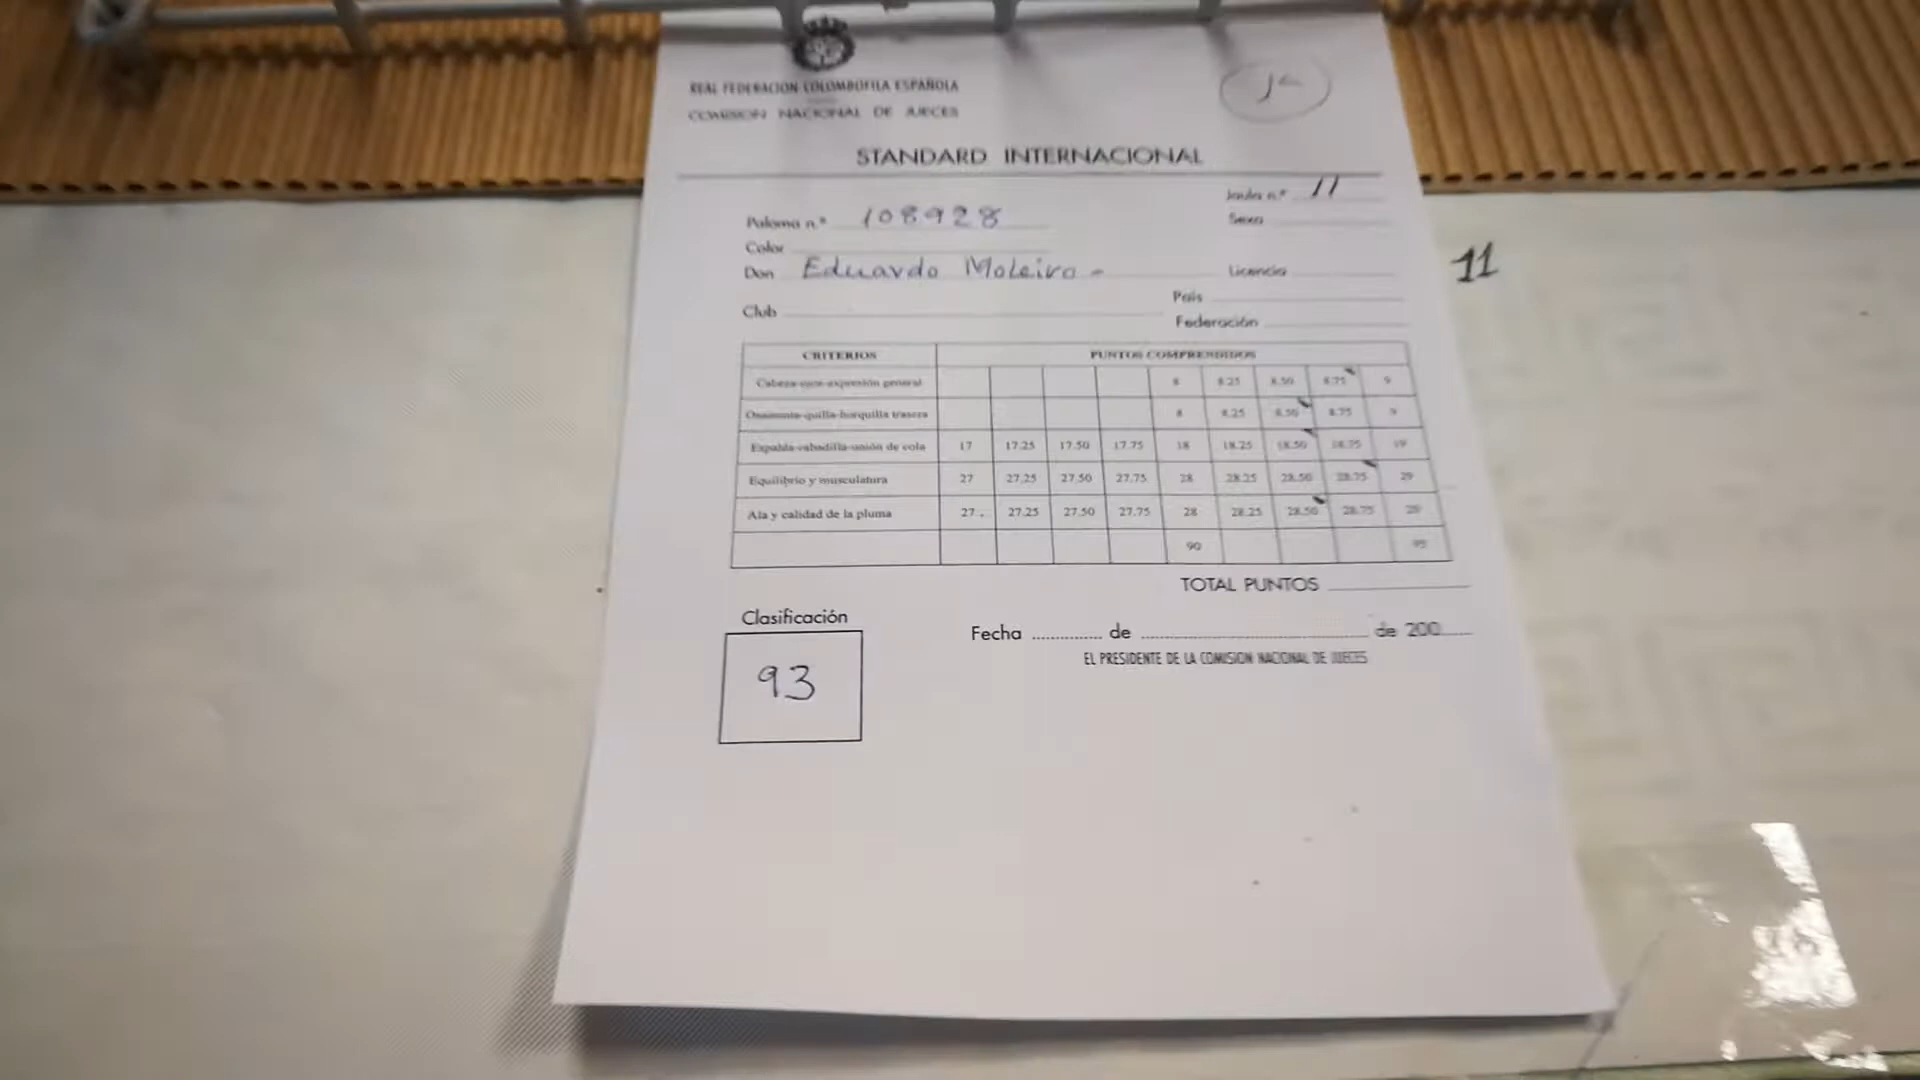 REAL FEDERACION COLOMBOFILA ESPAÑOLA
COMISION NACIONAL DE JUECES
STANDARD INTERNACIONAL
Jaula n.º 11
Paloma n.º 108928
Sexo
Color
Don Eduardo Moleiro -
Licencia
11
País
Club
Federación
CRITERIOS PUNTOS COMPRENDIDOS
Cabeza-ojos-expresión general 8 8.25 8.50 8.75 9
Osamenta-quilla-horquilla trasera 8 8.25 8.50 8.75 9
Espalda-rabadilla-unión de cola 17 17.25 17.50 17.75 18 18.25 18.50 18.75 19
Equilibrio y musculatura 27 27.25 27.50 27.75 28 28.25 28.50 28.75 29
Ala y calidad de la pluma 27 27.25 27.50 27.75 28 28.25 28.50 28.75 29
90 95
TOTAL PUNTOS
Clasificación
Fecha ............. de ............. de 200
EL PRESIDENTE DE LA COMISION NACIONAL DE JUECES
93